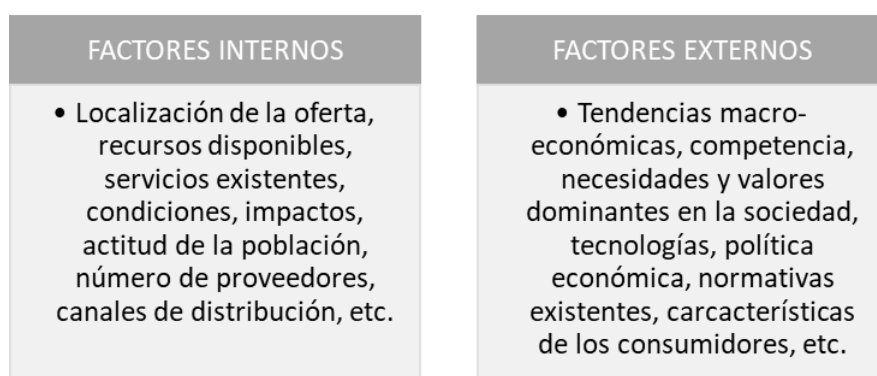 FACTORES INTERNOS
• Localización de la oferta,
recursos disponibles,
servicios existentes,
condiciones, impactos,
actitud de la población,
número de proveedores,
canales de distribución, etc.
FACTORES EXTERNOS
• Tendencias macro-
económicas, competencia,
necesidades y valores
dominantes en la sociedad,
tecnologías, política
económica, normativas
existentes, carcacterísticas
de los consumidores, etc.